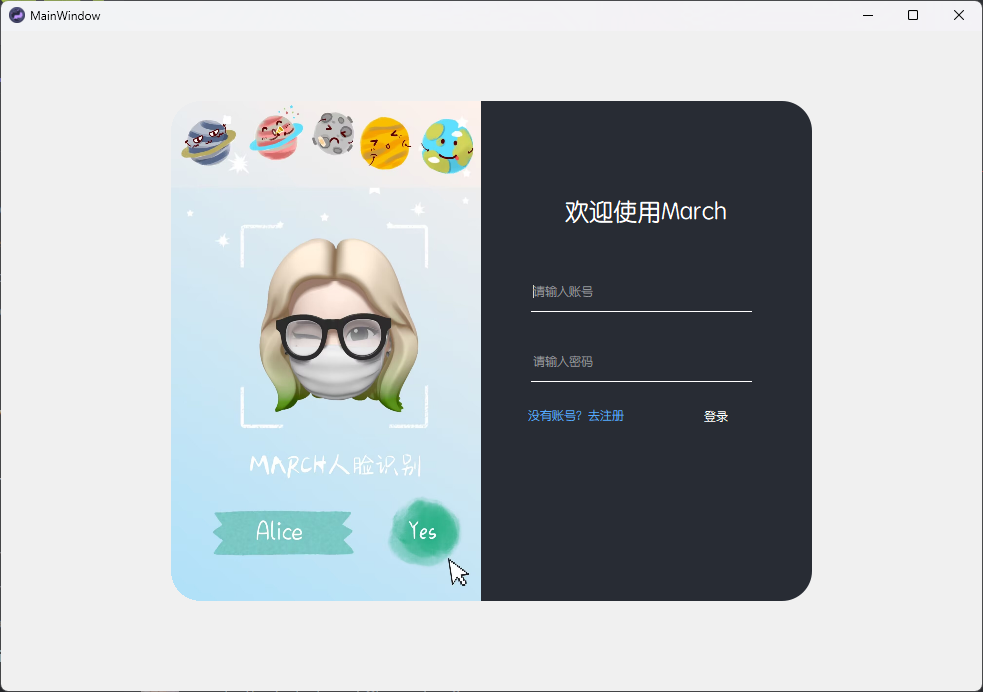 MainWindow
MARCH人脸识别
Alice
Yes
欢迎使用March
请输入账号
请输入密码
没有账号？去注册
登录